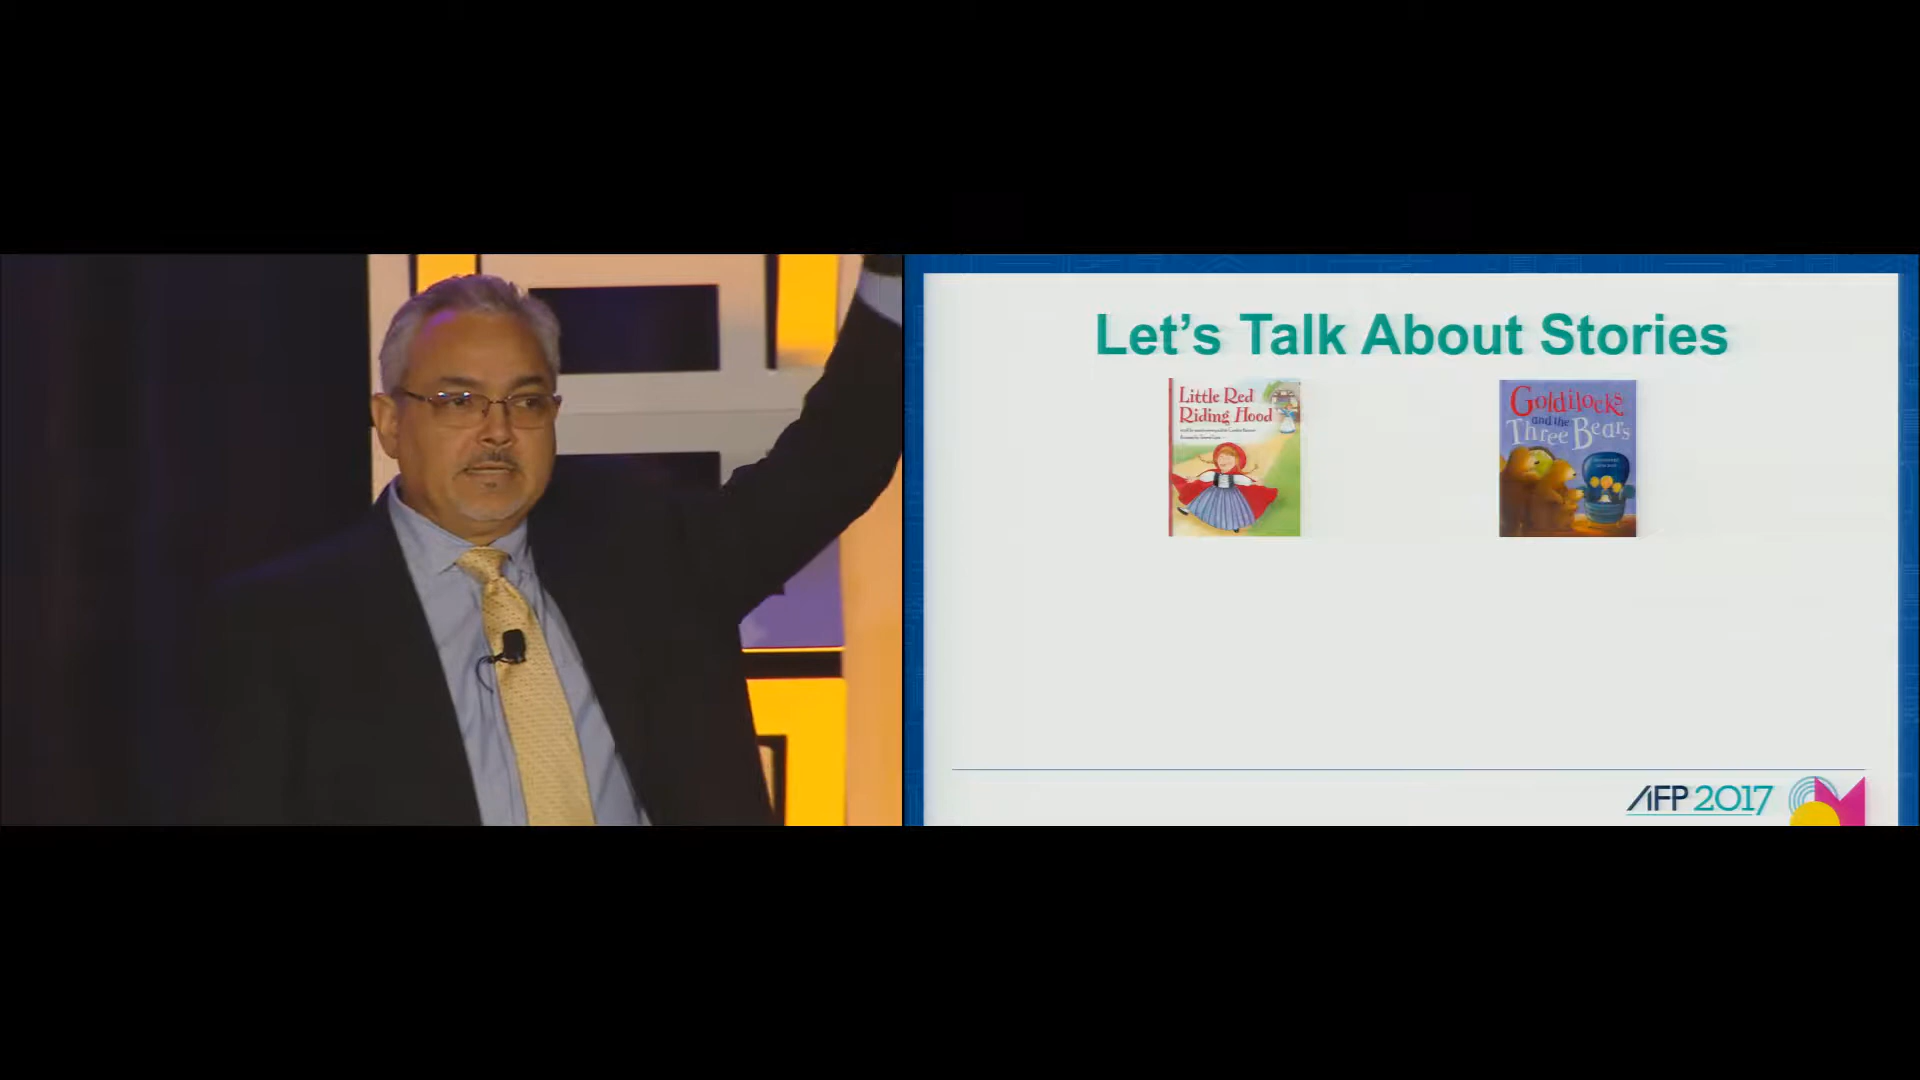 Let's Talk About Stories
Little Red
Riding Hood
Goldilocks
and the
Three Bears
AFP 2017